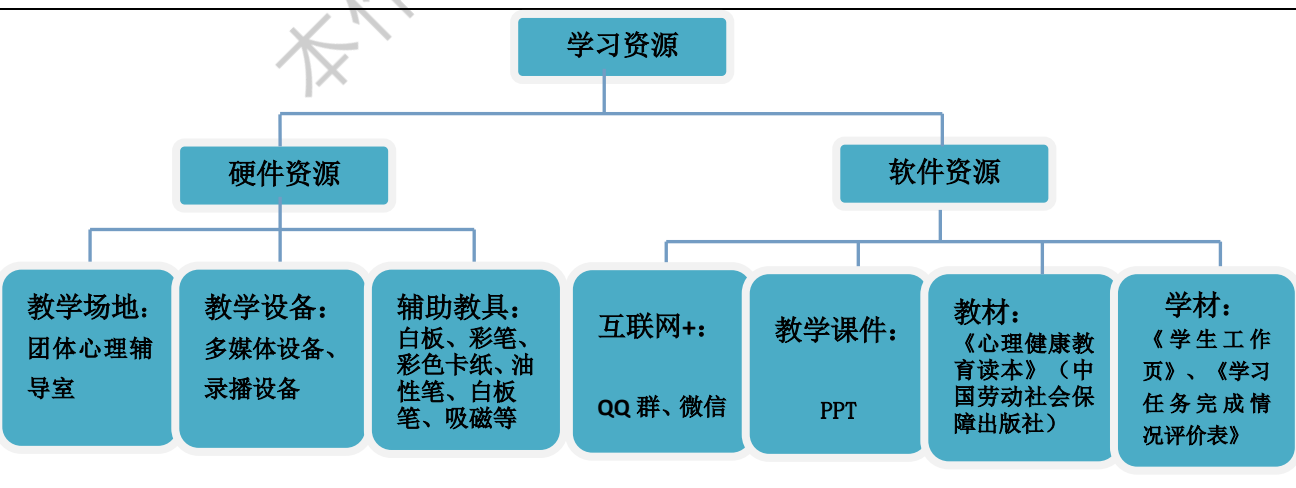 本
学习资源
硬件资源
软件资源
教学场地：
团体心理辅
导室
教学设备：
多媒体设备、
录播设备
辅助教具：
白板、彩笔、
彩色卡纸、油
性笔、白板
笔、吸磁等
互联网+：
QQ 群、微信
教学课件：
PPT
教材：
《心理健康教
育读本》（中
国劳动社会保
障出版社）
学材：
《学生工作
页》、《学习
任务完成情
况评价表》